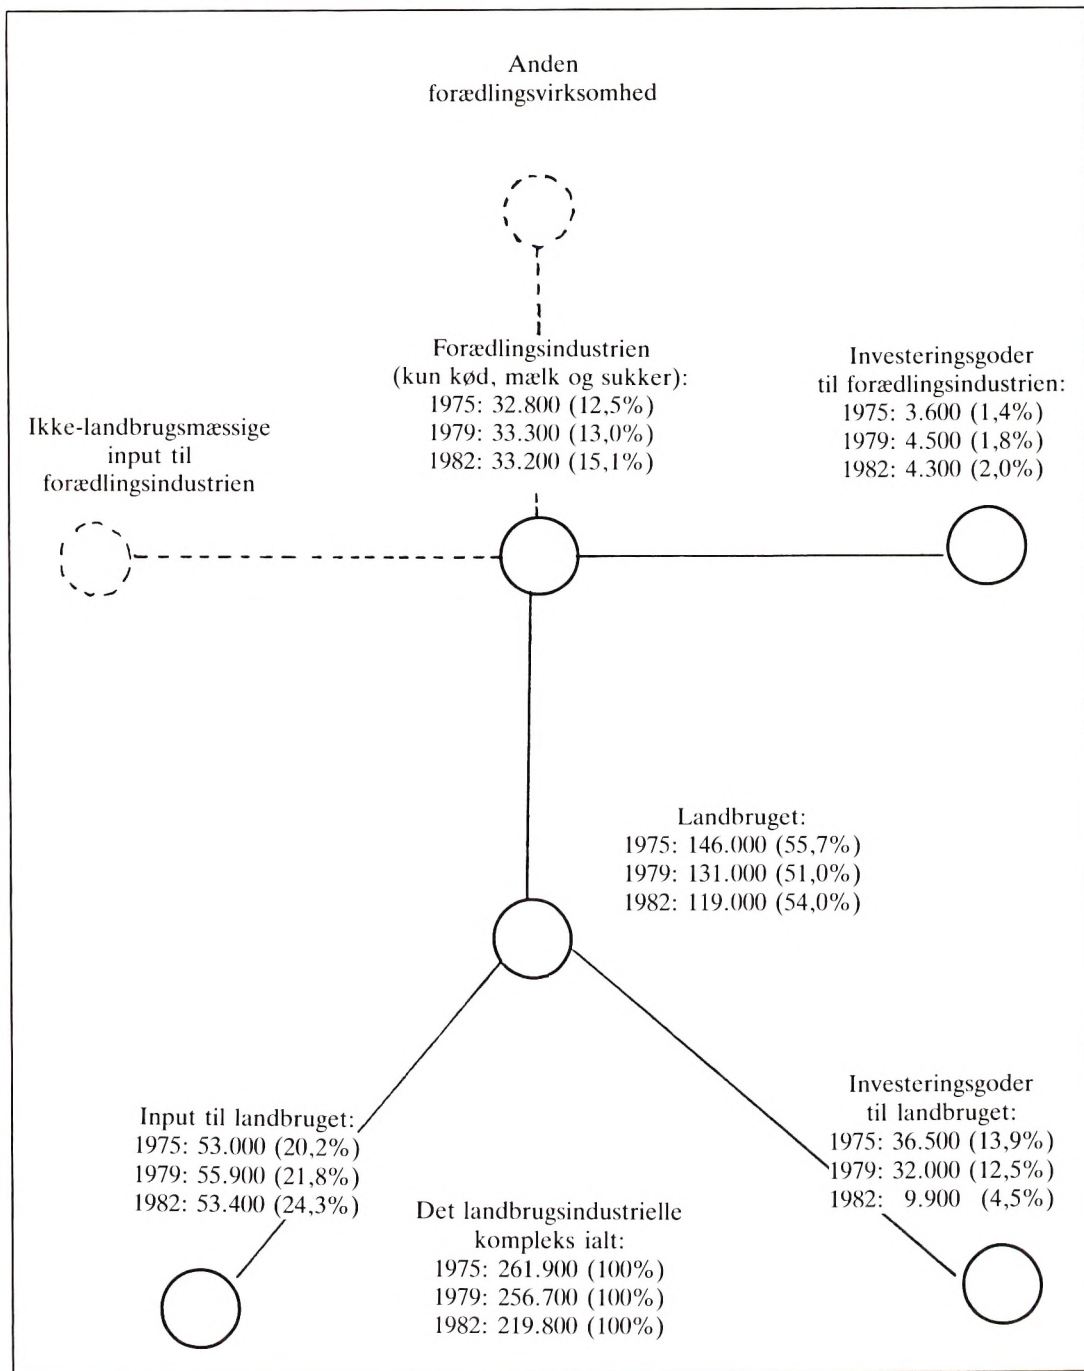 Anden
forædlingsvirksomhed
Forædlingsindustrien
(kun kød, mælk og sukker):
1975: 32.800 (12,5%)
1979: 33.300 (13,0%)
1982: 33.200 (15,1%)
Investeringsgoder
til forædlingsindustrien:
1975: 3.600 (1,4%)
1979: 4.500 (1,8%)
1982: 4.300 (2,0%)
Ikke-landbrugsmæssige
input til
forædlingsindustrien
Landbruget:
1975: 146.000 (55,7%)
1979: 131.000 (51,0%)
1982: 119.000 (54,0%)
Input til landbruget:
1975: 53.000 (20,2%)
1979: 55.900 (21,8%)
1982: 53.400 (24,3%)
Investeringsgoder
til landbruget:
1975: 36.500 (13,9%)
1979: 32.000 (12,5%)
1982: 9.900 (4,5%)
Det landbrugsindustrielle
kompleks ialt:
1975: 261.900 (100%)
1979: 256.700 (100%)
1982: 219.800 (100%)